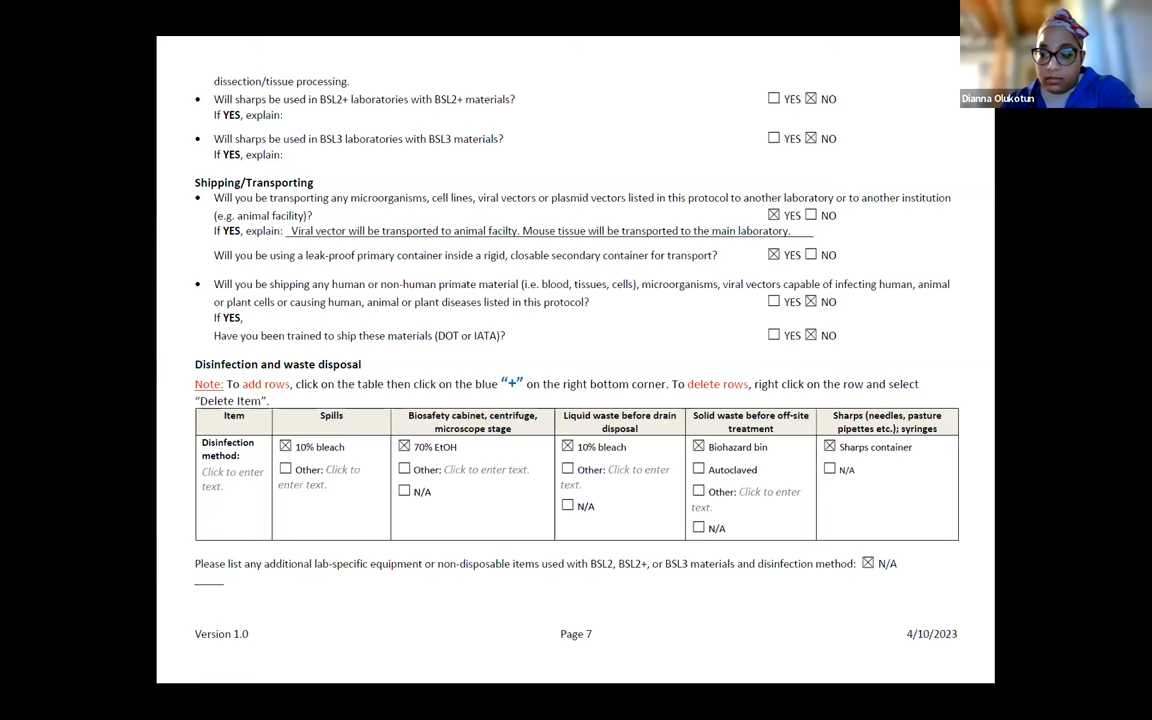 dissection/tissue processing.
• Will sharps be used in BSL2+ laboratories with BSL2+ materials? ☐ YES ☒ NO
If YES, explain:
• Will sharps be used in BSL3 laboratories with BSL3 materials? ☐ YES ☒ NO
If YES, explain:
Shipping/Transporting
• Will you be transporting any microorganisms, cell lines, viral vectors or plasmid vectors listed in this protocol to another laboratory or to another institution
(e.g. animal facility)? ☒ YES ☐ NO
If YES, explain: Viral vector will be transported to animal facilty. Mouse tissue will be transported to the main laboratory.
Will you be using a leak-proof primary container inside a rigid, closable secondary container for transport? ☒ YES ☐ NO
• Will you be shipping any human or non-human primate material (i.e. blood, tissues, cells), microorganisms, viral vectors capable of infecting human, animal
or plant cells or causing human, animal or plant diseases listed in this protocol? ☐ YES ☒ NO
If YES,
Have you been trained to ship these materials (DOT or IATA)? ☐ YES ☒ NO
Disinfection and waste disposal
Note: To add rows, click on the table then click on the blue “+” on the right bottom corner. To delete rows, right click on the row and select
“Delete Item”.
Item
Spills
Biosafety cabinet, centrifuge,
microscope stage
Liquid waste before drain
disposal
Solid waste before off-site
treatment
Sharps (needles, pasture
pipettes etc.); syringes
Disinfection
method:
Click to enter
text.
☒ 10% bleach
☐ Other: Click to
enter text.
☒ 70% EtOH
☐ Other: Click to enter text.
☐ N/A
☒ 10% bleach
☐ Other: Click to enter
text.
☐ N/A
☒ Biohazard bin
☐ Autoclaved
☐ Other: Click to enter
text.
☐ N/A
☒ Sharps container
☐ N/A
Please list any additional lab-specific equipment or non-disposable items used with BSL2, BSL2+, or BSL3 materials and disinfection method: ☒ N/A
Version 1.0 Page 7 4/10/2023
Dianna Olukotun